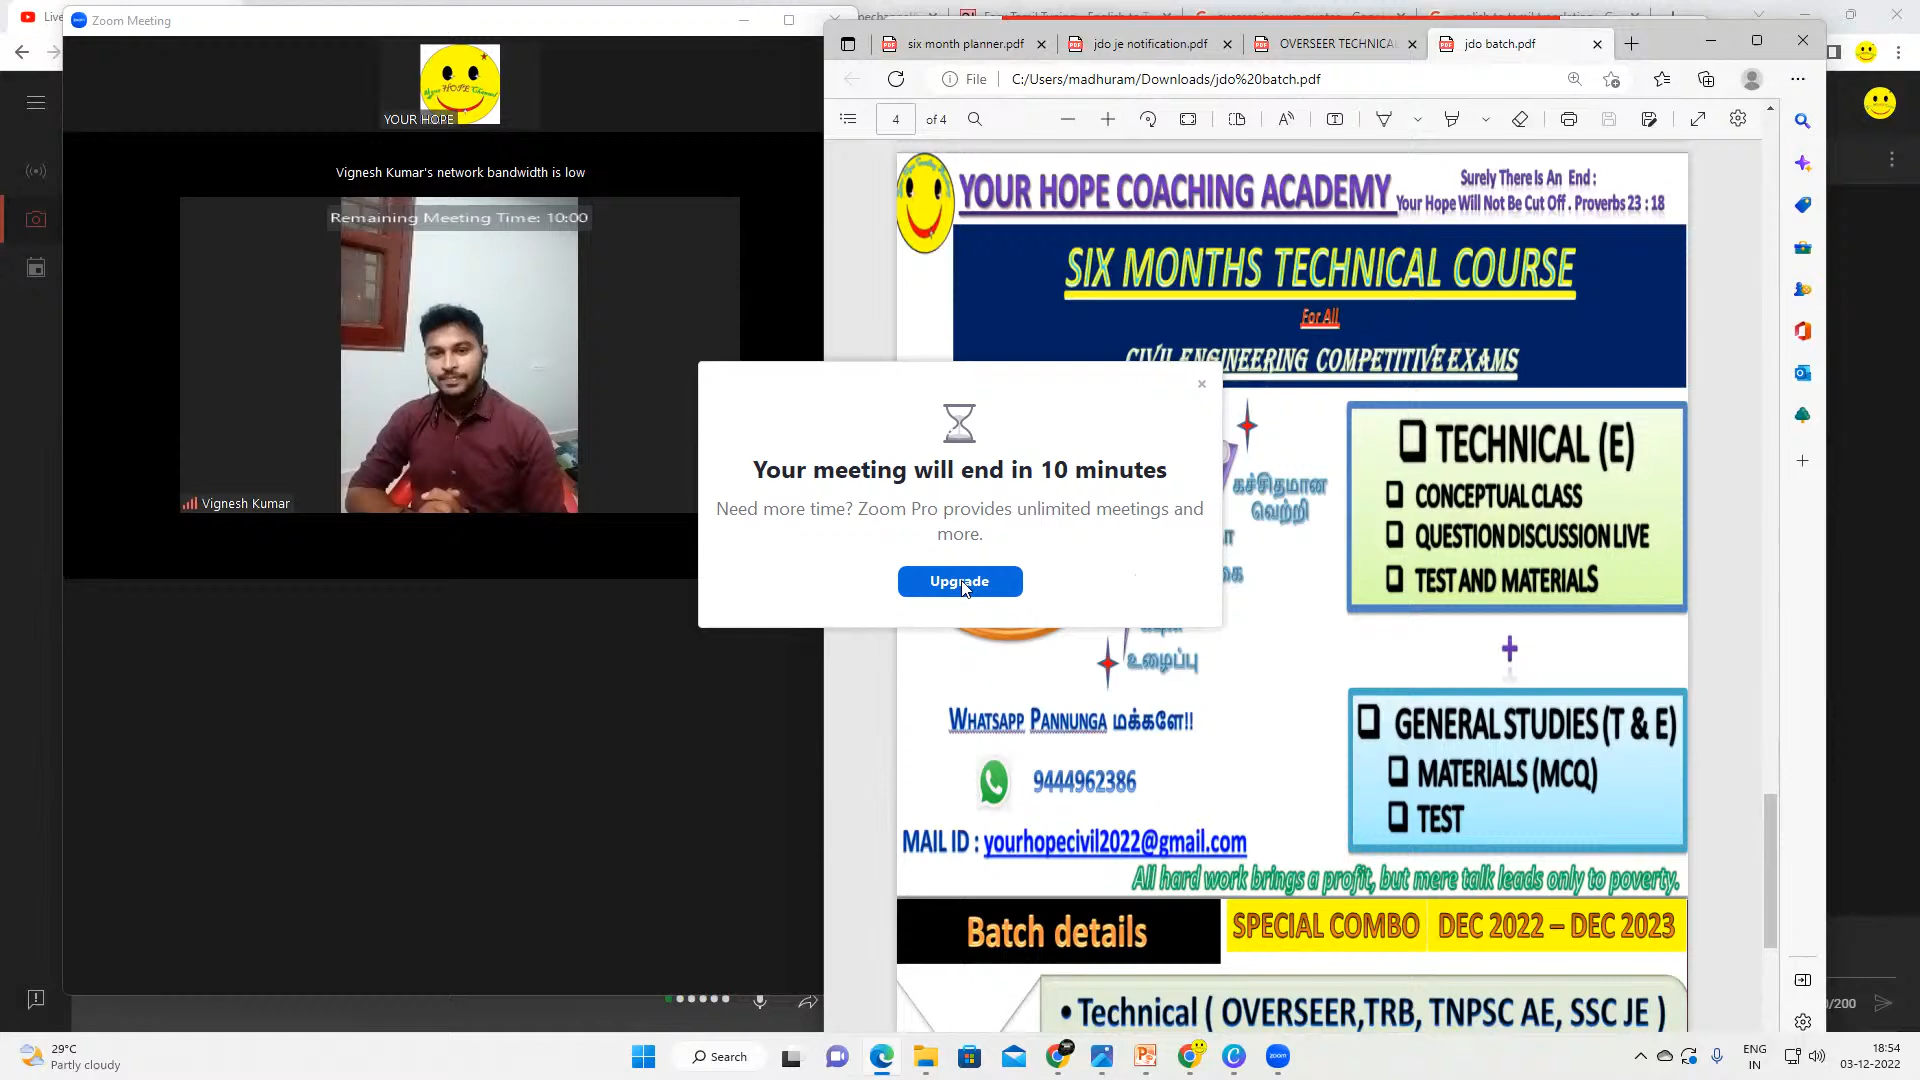 Live
Zoom Meeting
YOUR HOPE
Vignesh Kumar's network bandwidth is low
Remaining Meeting Time: 10:00
Vignesh Kumar
six month planner.pdf
jdo je notification.pdf
OVERSEER TECHNICAL
jdo batch.pdf
File
C:/Users/madhuram/Downloads/jdo%20batch.pdf
4
of 4
YOUR HOPE COACHING ACADEMY
Surely There Is An End :
Your Hope Will Not Be Cut Off . Proverbs 23 : 18
SIX MONTHS TECHNICAL COURSE
For All
CIVIL ENGINEERING COMPETITIVE EXAMS
Your meeting will end in 10 minutes
Need more time? Zoom Pro provides unlimited meetings and
more.
Upgrade
கச்சிதமான
வெற்றி
உழைப்பு
TECHNICAL (E)
CONCEPTUAL CLASS
QUESTION DISCUSSION LIVE
TEST AND MATERIALS
+
GENERAL STUDIES (T & E)
MATERIALS (MCQ)
TEST
WHATSAPP PANNUNGA மக்களே!!
9444962386
MAIL ID : yourhopecivil2022@gmail.com
All hard work brings a profit, but mere talk leads only to poverty.
Batch details
SPECIAL COMBO
DEC 2022 – DEC 2023
• Technical ( OVERSEER,TRB, TNPSC AE, SSC JE )
/200
29°C
Partly cloudy
Search
zoom
ENG
IN
18:54
03-12-2022